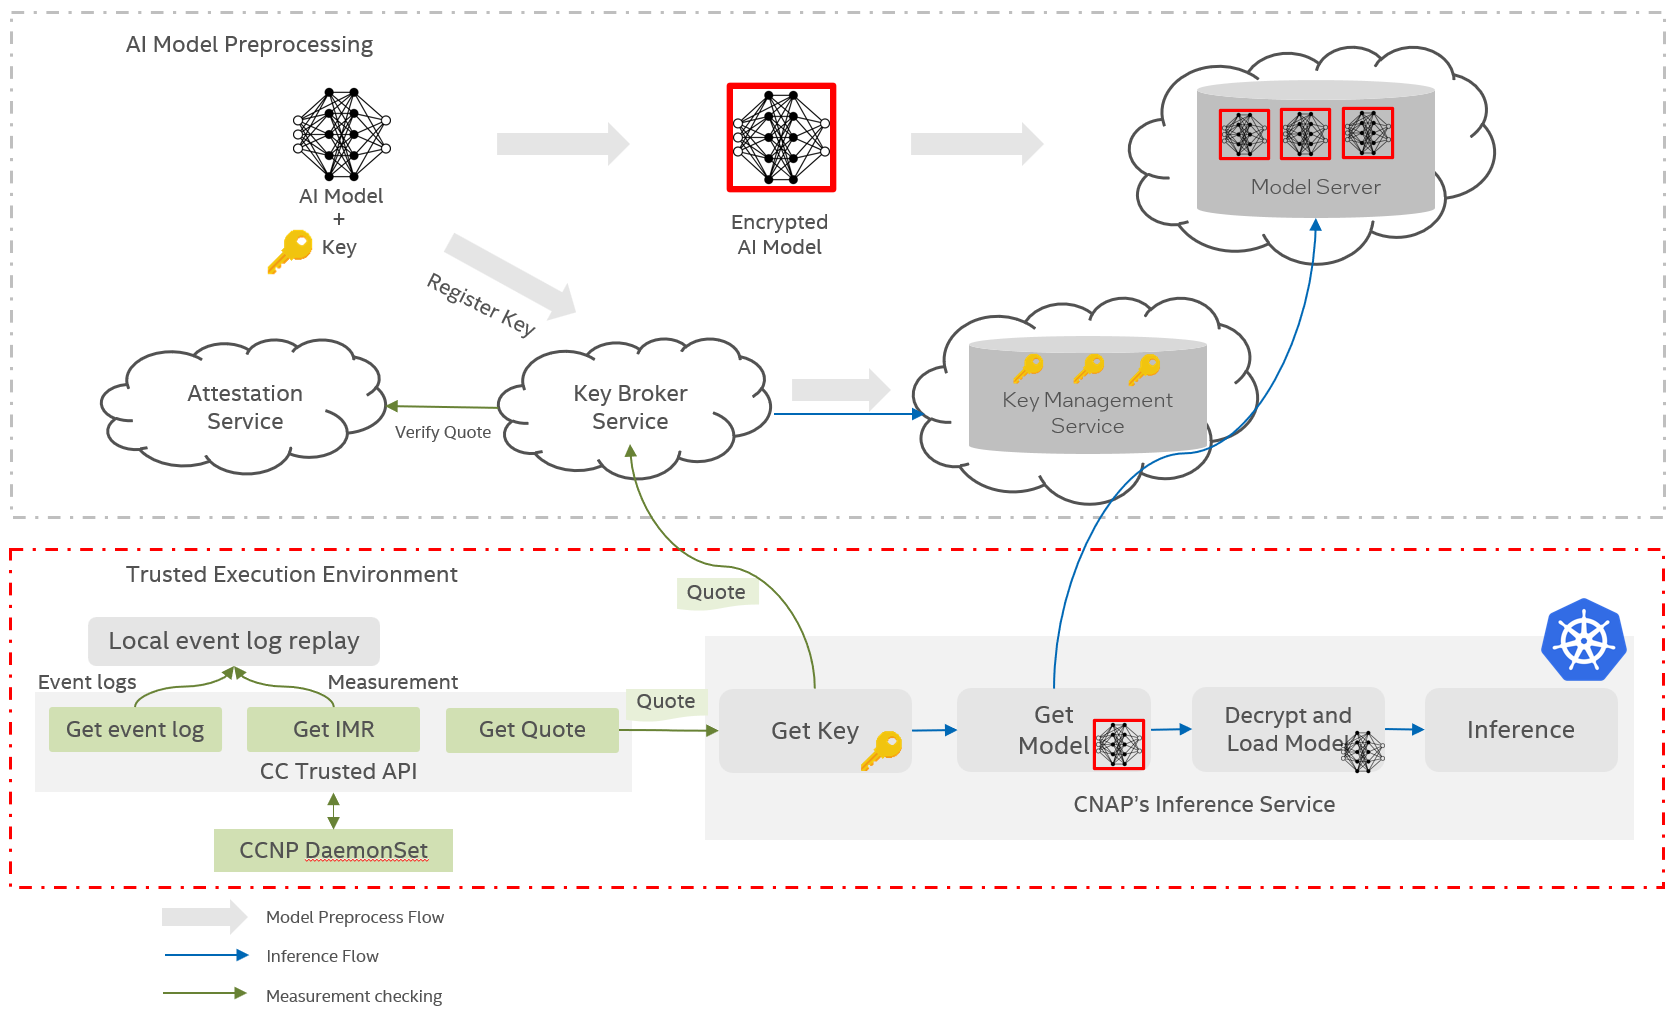 AI Model Preprocessing
AI Model
+
Key
Encrypted
AI Model
Model Server
Register Key
Attestation
Service
Verify Quote
Key Broker
Service
Key Management
Service
Trusted Execution Environment
Quote
Local event log replay
Event logs
Measurement
Get event log
Get IMR
Get Quote
Quote
CC Trusted API
CCNP DaemonSet
Get Key
Get
Model
Decrypt and
Load Model
Inference
CNAP's Inference Service
Model Preprocess Flow
Inference Flow
Measurement checking